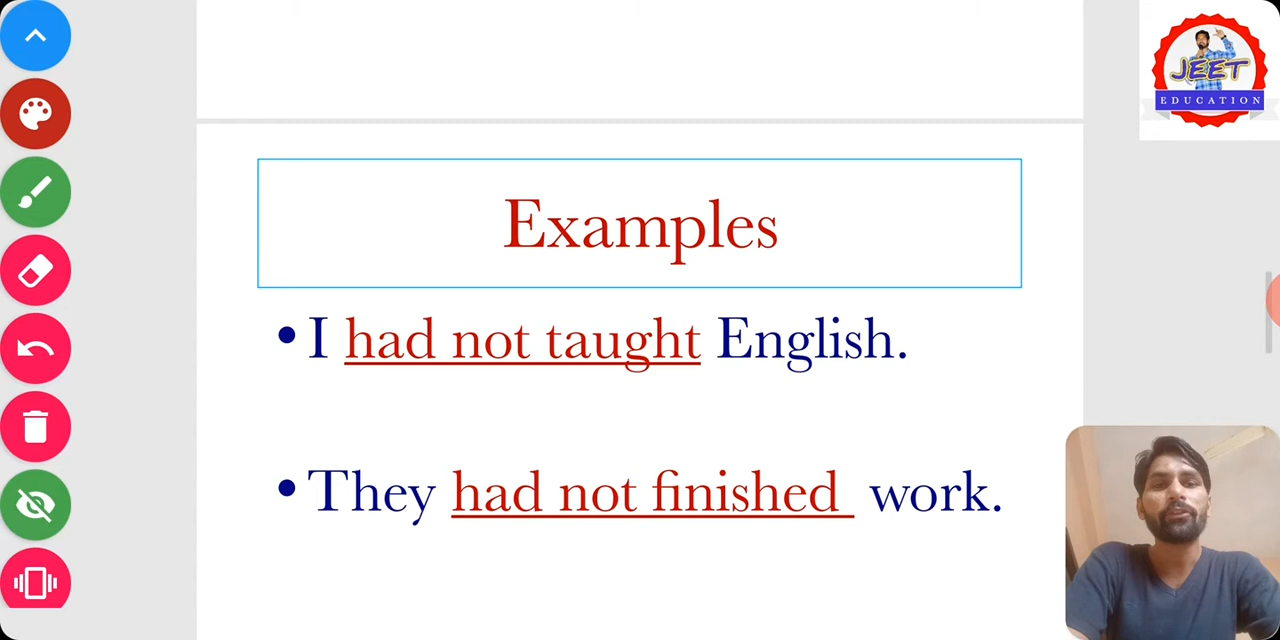 JEET
EDUCATION
Examples
• I had not taught English.
• They had not finished work.